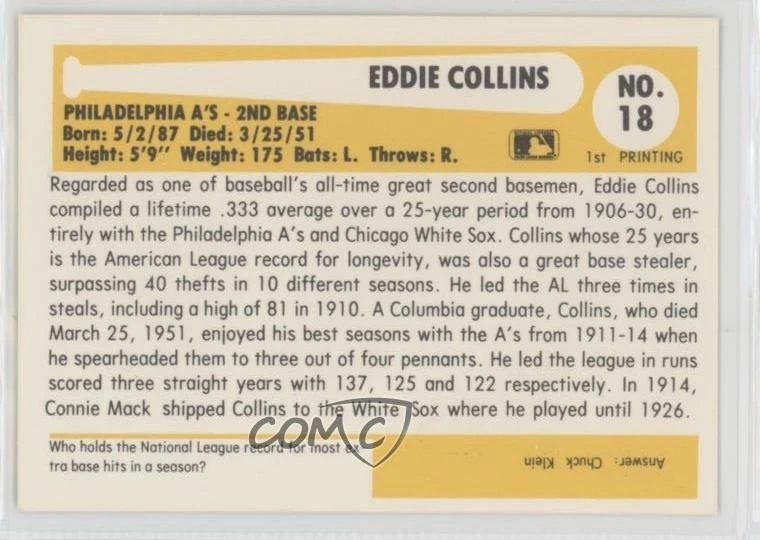 EDDIE COLLINS
NO.
18
PHILADELPHIA A'S - 2ND BASE
Born: 5/2/87 Died: 3/25/51
Height: 5'9" Weight: 175 Bats: L. Throws: R.
1st PRINTING
Regarded as one of baseball's all-time great second basemen, Eddie Collins
compiled a lifetime .333 average over a 25-year period from 1906-30, en-
tirely with the Philadelphia A's and Chicago White Sox. Collins whose 25 years
is the American League record for longevity, was also a great base stealer,
surpassing 40 thefts in 10 different seasons. He led the AL three times in
steals, including a high of 81 in 1910. A Columbia graduate, Collins, who died
March 25, 1951, enjoyed his best seasons with the A's from 1911-14 when
he spearheaded them to three out of four pennants. He led the league in runs
scored three straight years with 137, 125 and 122 respectively. In 1914,
Connie Mack shipped Collins to the White Sox where he played until 1926.
COMC
Who holds the National League record for most ex-
tra base hits in a season?
Answer: Chuck Klein